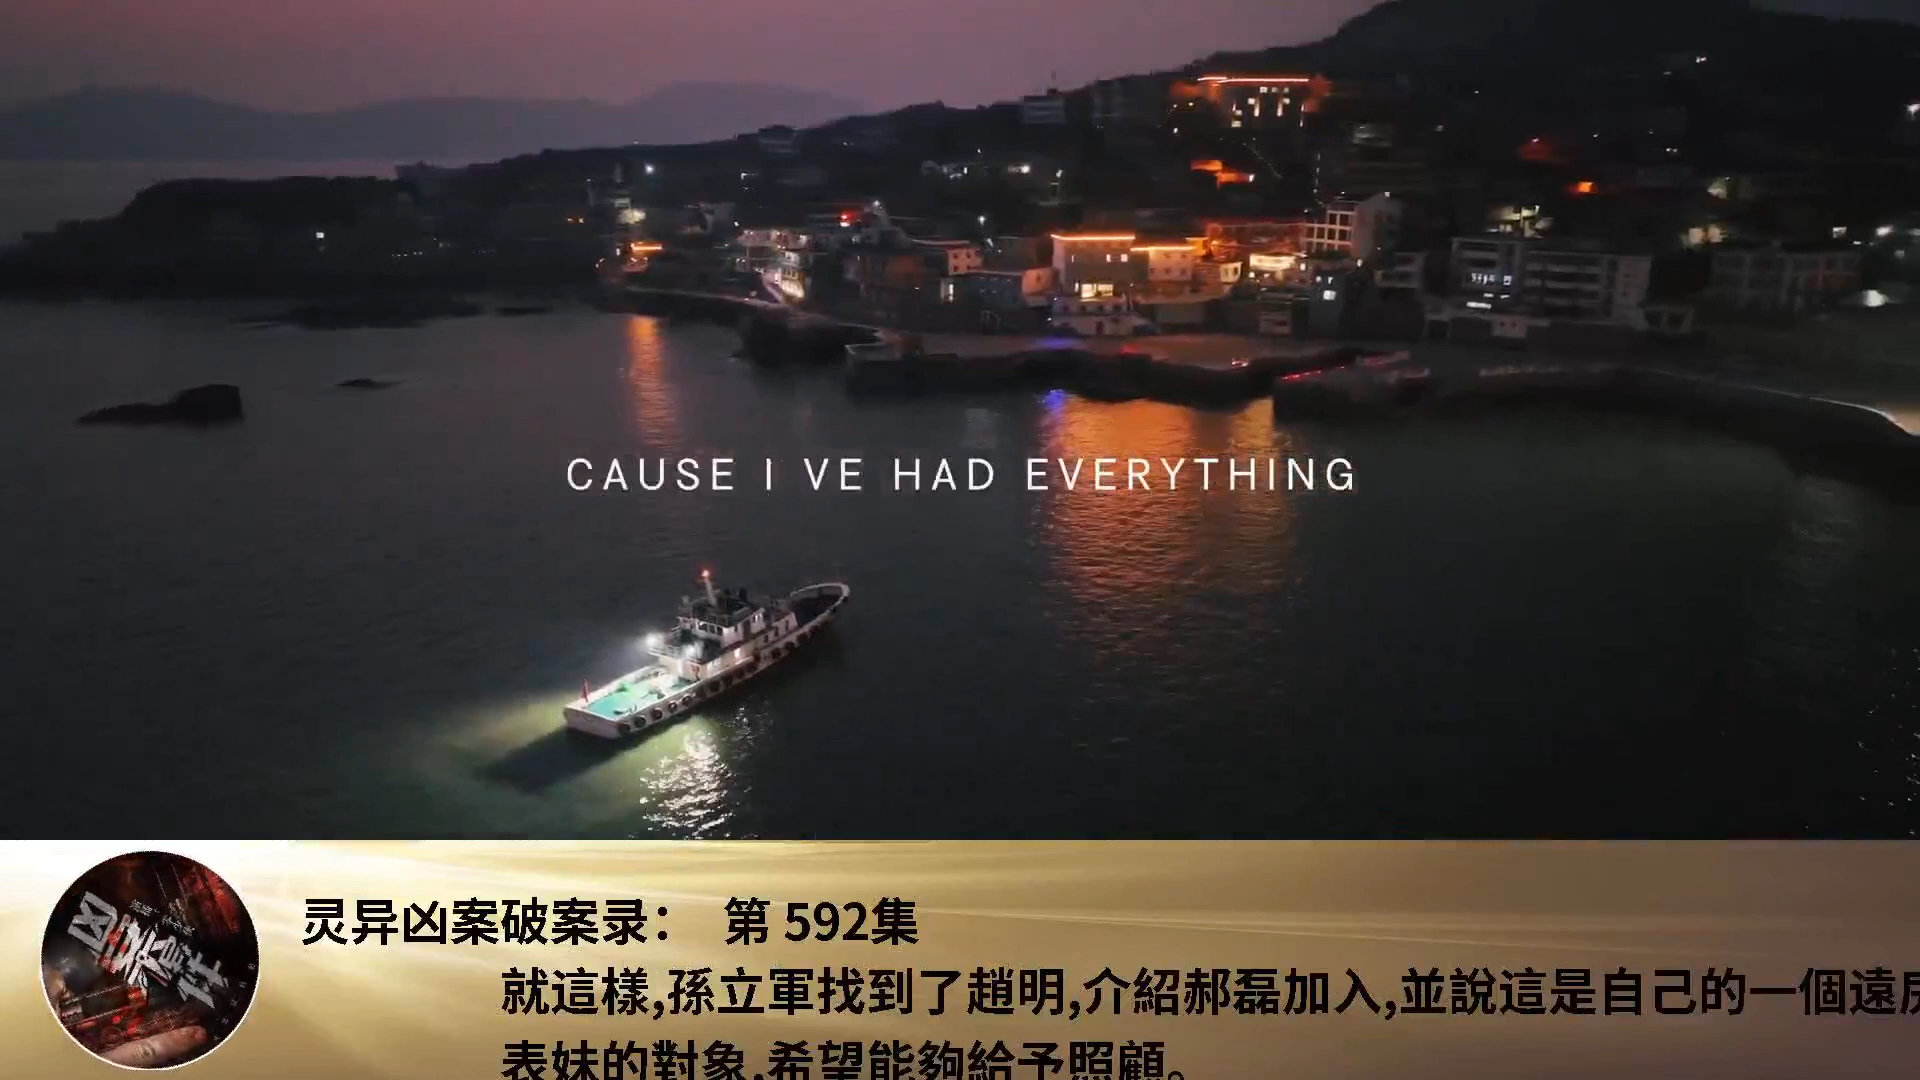 CAUSE I VE HAD EVERYTHING
灵异凶案破案录： 第 592集
就這樣,孫立軍找到了趙明,介紹郝磊加入,並說這是自己的一個遠房
表妹的對象,希望能夠給予照顧。